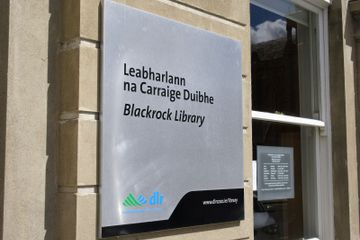 Leabharlann
na Carraige Duibhe
Blackrock Library
dlr
www.dlrcoco.ie/library